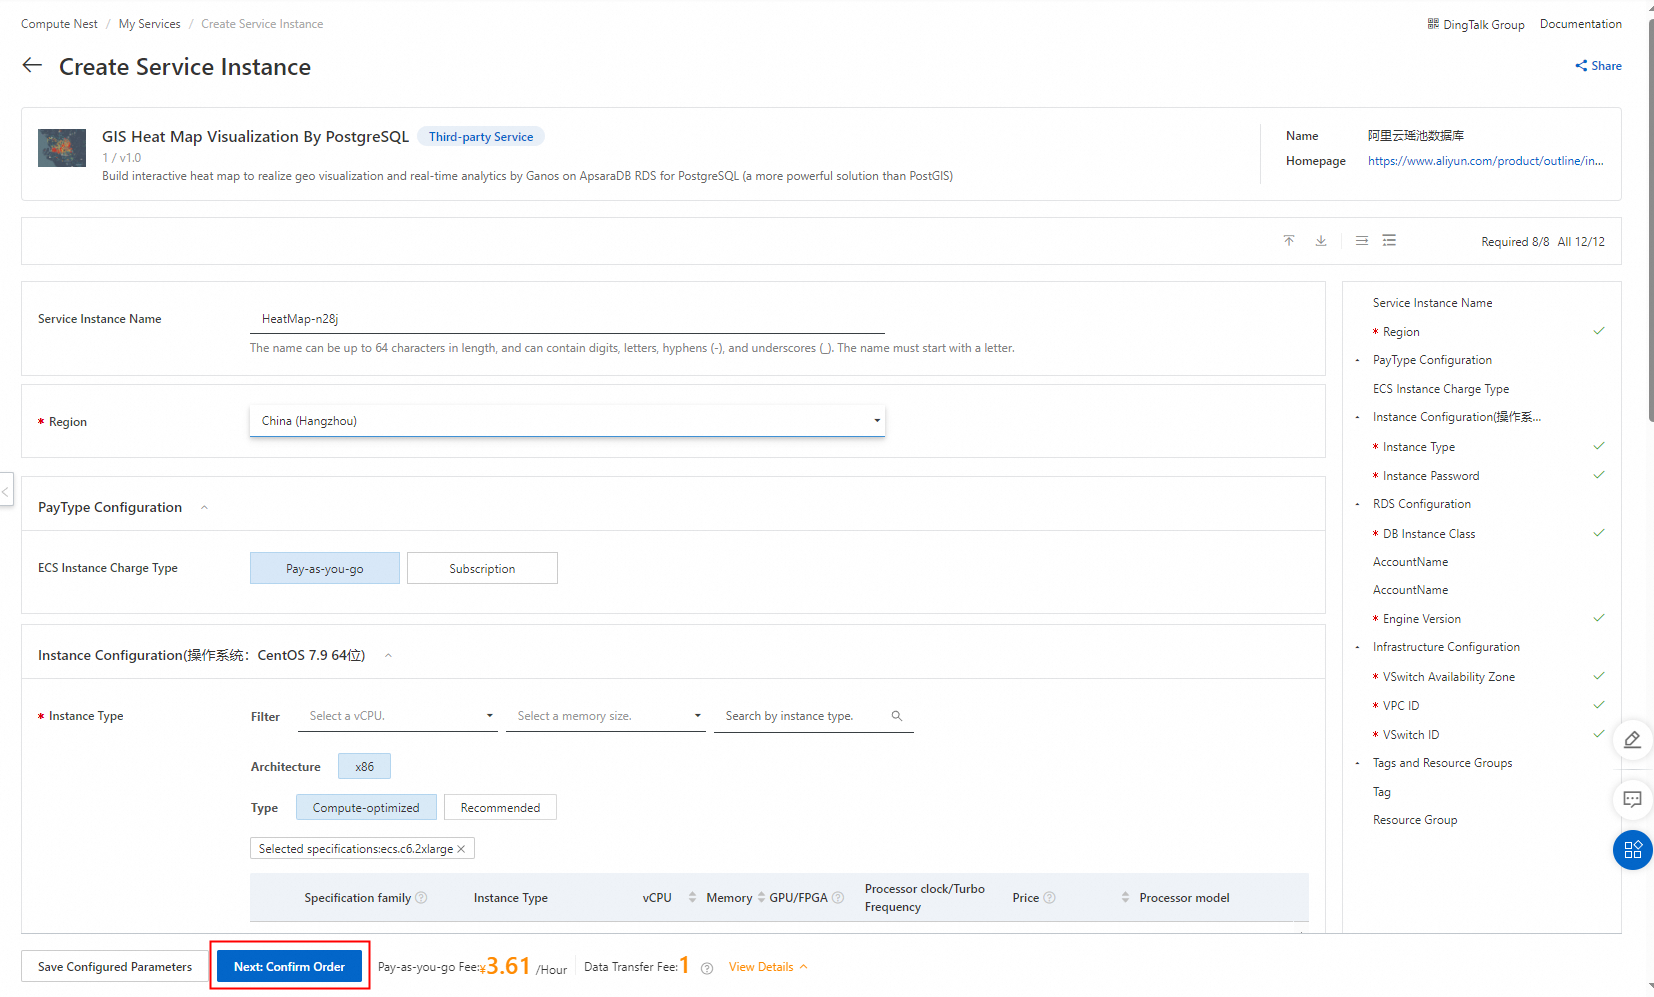 Compute Nest / My Services / Create Service Instance
DingTalk Group Documentation
Create Service Instance
Share
GIS Heat Map Visualization By PostgreSQL Third-party Service
1 / v1.0
Build interactive heat map to realize geo visualization and real-time analytics by Ganos on ApsaraDB RDS for PostgreSQL (a more powerful solution than PostGIS)
Name 阿里云瑶池数据库
Homepage https://www.aliyun.com/product/outline/in...
Required 8/8 All 12/12
Service Instance Name HeatMap-n28j
The name can be up to 64 characters in length, and can contain digits, letters, hyphens (-), and underscores (_). The name must start with a letter.
* Region China (Hangzhou)
PayType Configuration
ECS Instance Charge Type Pay-as-you-go Subscription
Instance Configuration(操作系统：CentOS 7.9 64位)
* Instance Type Filter Select a vCPU. Select a memory size. Search by instance type.
Architecture x86
Type Compute-optimized Recommended
Selected specifications:ecs.c6.2xlarge
Specification family Instance Type vCPU Memory GPU/FPGA Processor clock/Turbo Frequency Price Processor model
Service Instance Name
* Region
PayType Configuration
ECS Instance Charge Type
Instance Configuration(操作系...
* Instance Type
* Instance Password
RDS Configuration
* DB Instance Class
AccountName
AccountName
* Engine Version
Infrastructure Configuration
* VSwitch Availability Zone
* VPC ID
* VSwitch ID
Tags and Resource Groups
Tag
Resource Group
Save Configured Parameters Next: Confirm Order Pay-as-you-go Fee:¥3.61 /Hour Data Transfer Fee:1 View Details